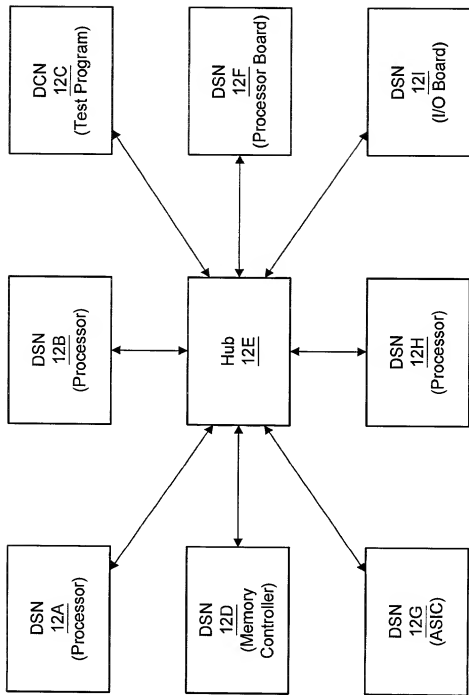 DSN
12A
(Processor)
DSN
12B
(Processor)
DCN
12C
(Test Program)
DSN
12D
(Memory
Controller)
Hub
12E
DSN
12F
(Processor Board)
DSN
12G
(ASIC)
DSN
12H
(Processor)
DSN
12I
(I/O Board)